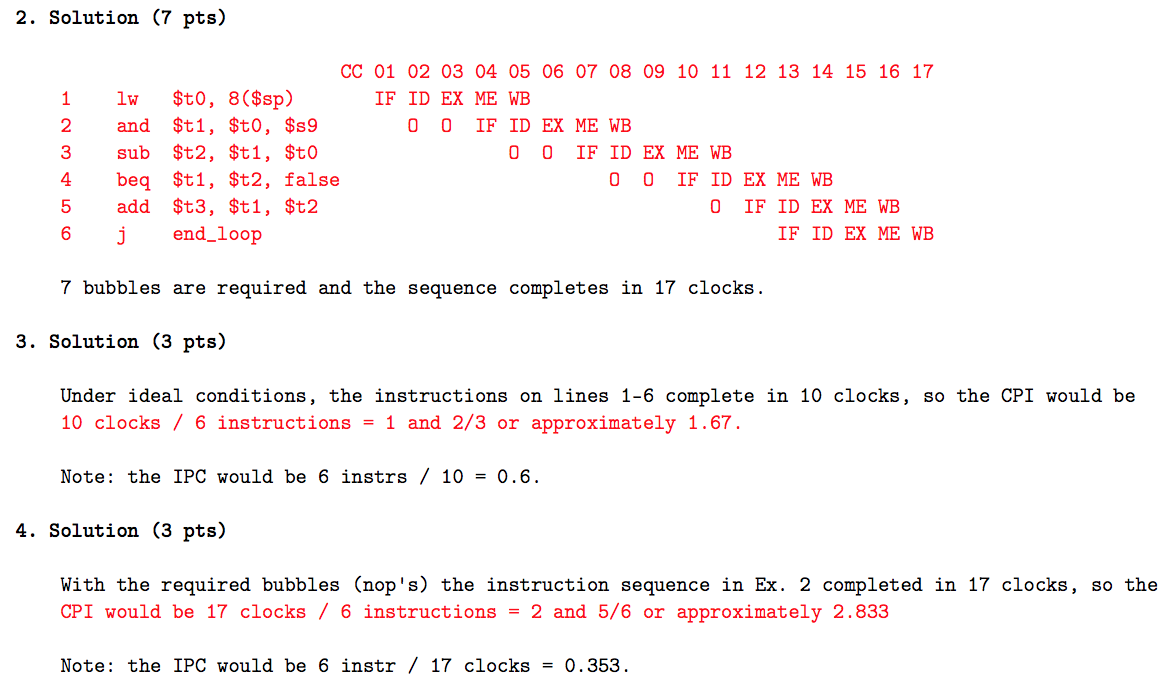 2. Solution (7 pts)
CC 01 02 03 04 05 06 07 08 09 10 11 12 13 14 15 16 17
1 lw $t0, 8($sp) IF ID EX ME WB
2 and $t1, $t0, $s9 O O IF ID EX ME WB
3 sub $t2, $t1, $t0 O O IF ID EX ME WB
4 beq $t1, $t2, false O O IF ID EX ME WB
5 add $t3, $t1, $t2 O IF ID EX ME WB
6 j end_loop IF ID EX ME WB
7 bubbles are required and the sequence completes in 17 clocks.
3. Solution (3 pts)
Under ideal conditions, the instructions on lines 1-6 complete in 10 clocks, so the CPI would be
10 clocks / 6 instructions = 1 and 2/3 or approximately 1.67.
Note: the IPC would be 6 instrs / 10 = 0.6.
4. Solution (3 pts)
With the required bubbles (nop's) the instruction sequence in Ex. 2 completed in 17 clocks, so the
CPI would be 17 clocks / 6 instructions = 2 and 5/6 or approximately 2.833
Note: the IPC would be 6 instr / 17 clocks = 0.353.